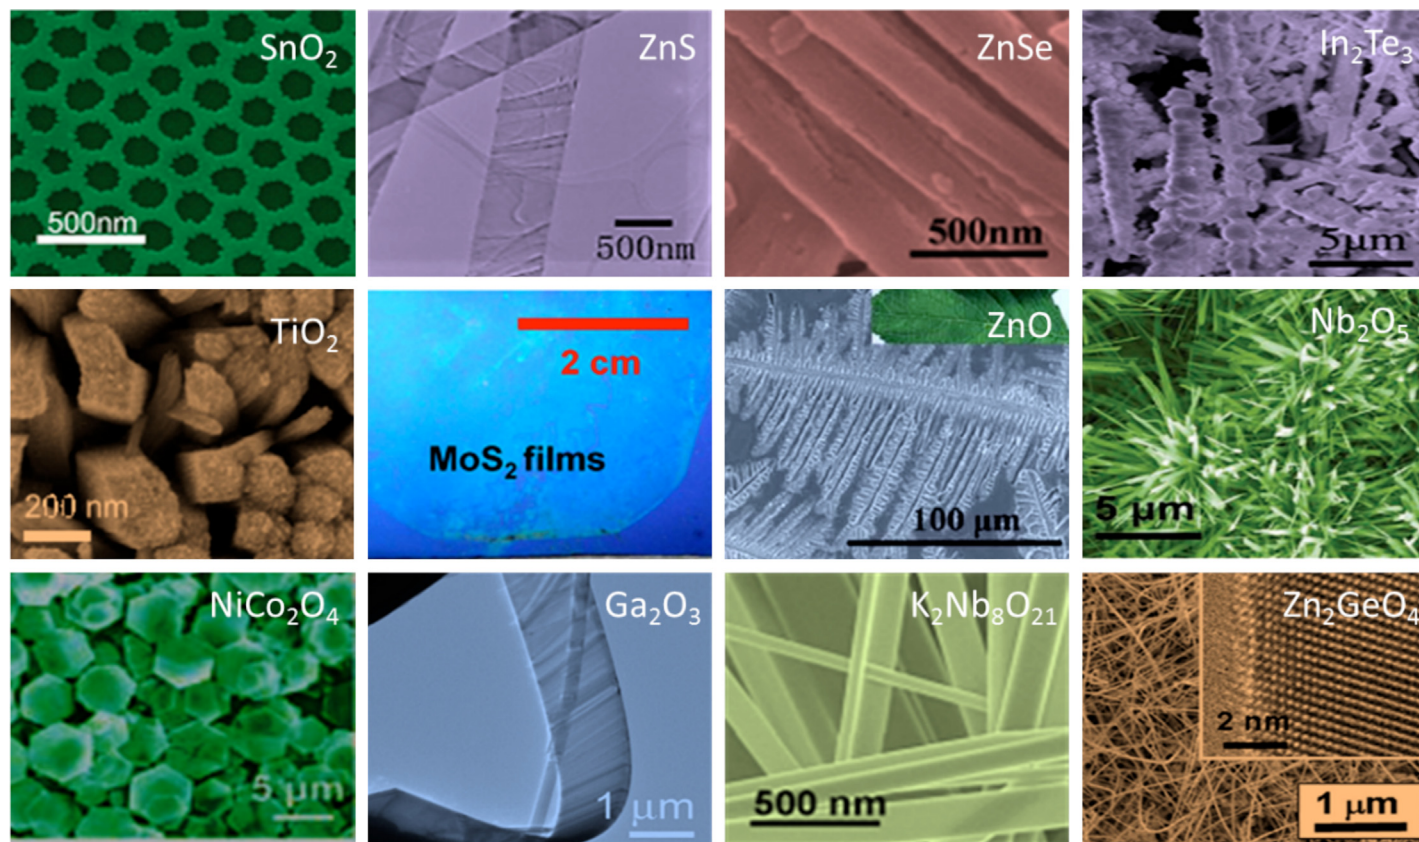 SnO₂
500nm
ZnS
500nm
ZnSe
500nm
In₂Te₃
5μm
TiO₂
200 nm
2 cm
MoS₂ films
ZnO
100 μm
Nb₂O₅
5 μm
NiCo₂O₄
5 μm
Ga₂O₃
1 μm
K₂Nb₈O₂₁
500 nm
Zn₂GeO₄
2 nm
1 μm